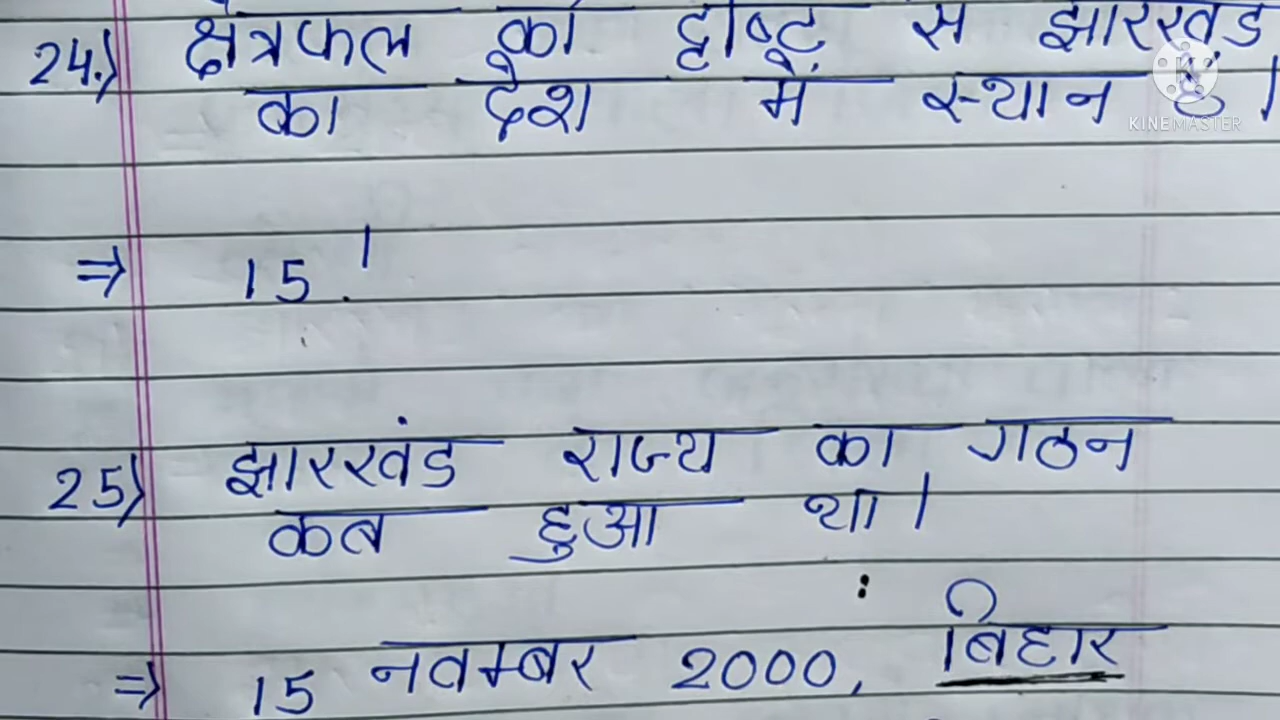 24.) क्षेत्रफल की दृष्टि से झारखंड
का देश में स्थान है।
KINEMASTER
⇒ 15.!
25) झारखंड राज्य का गठन
कब हुआ था।
⇒ 15 नवम्बर 2000, बिहार